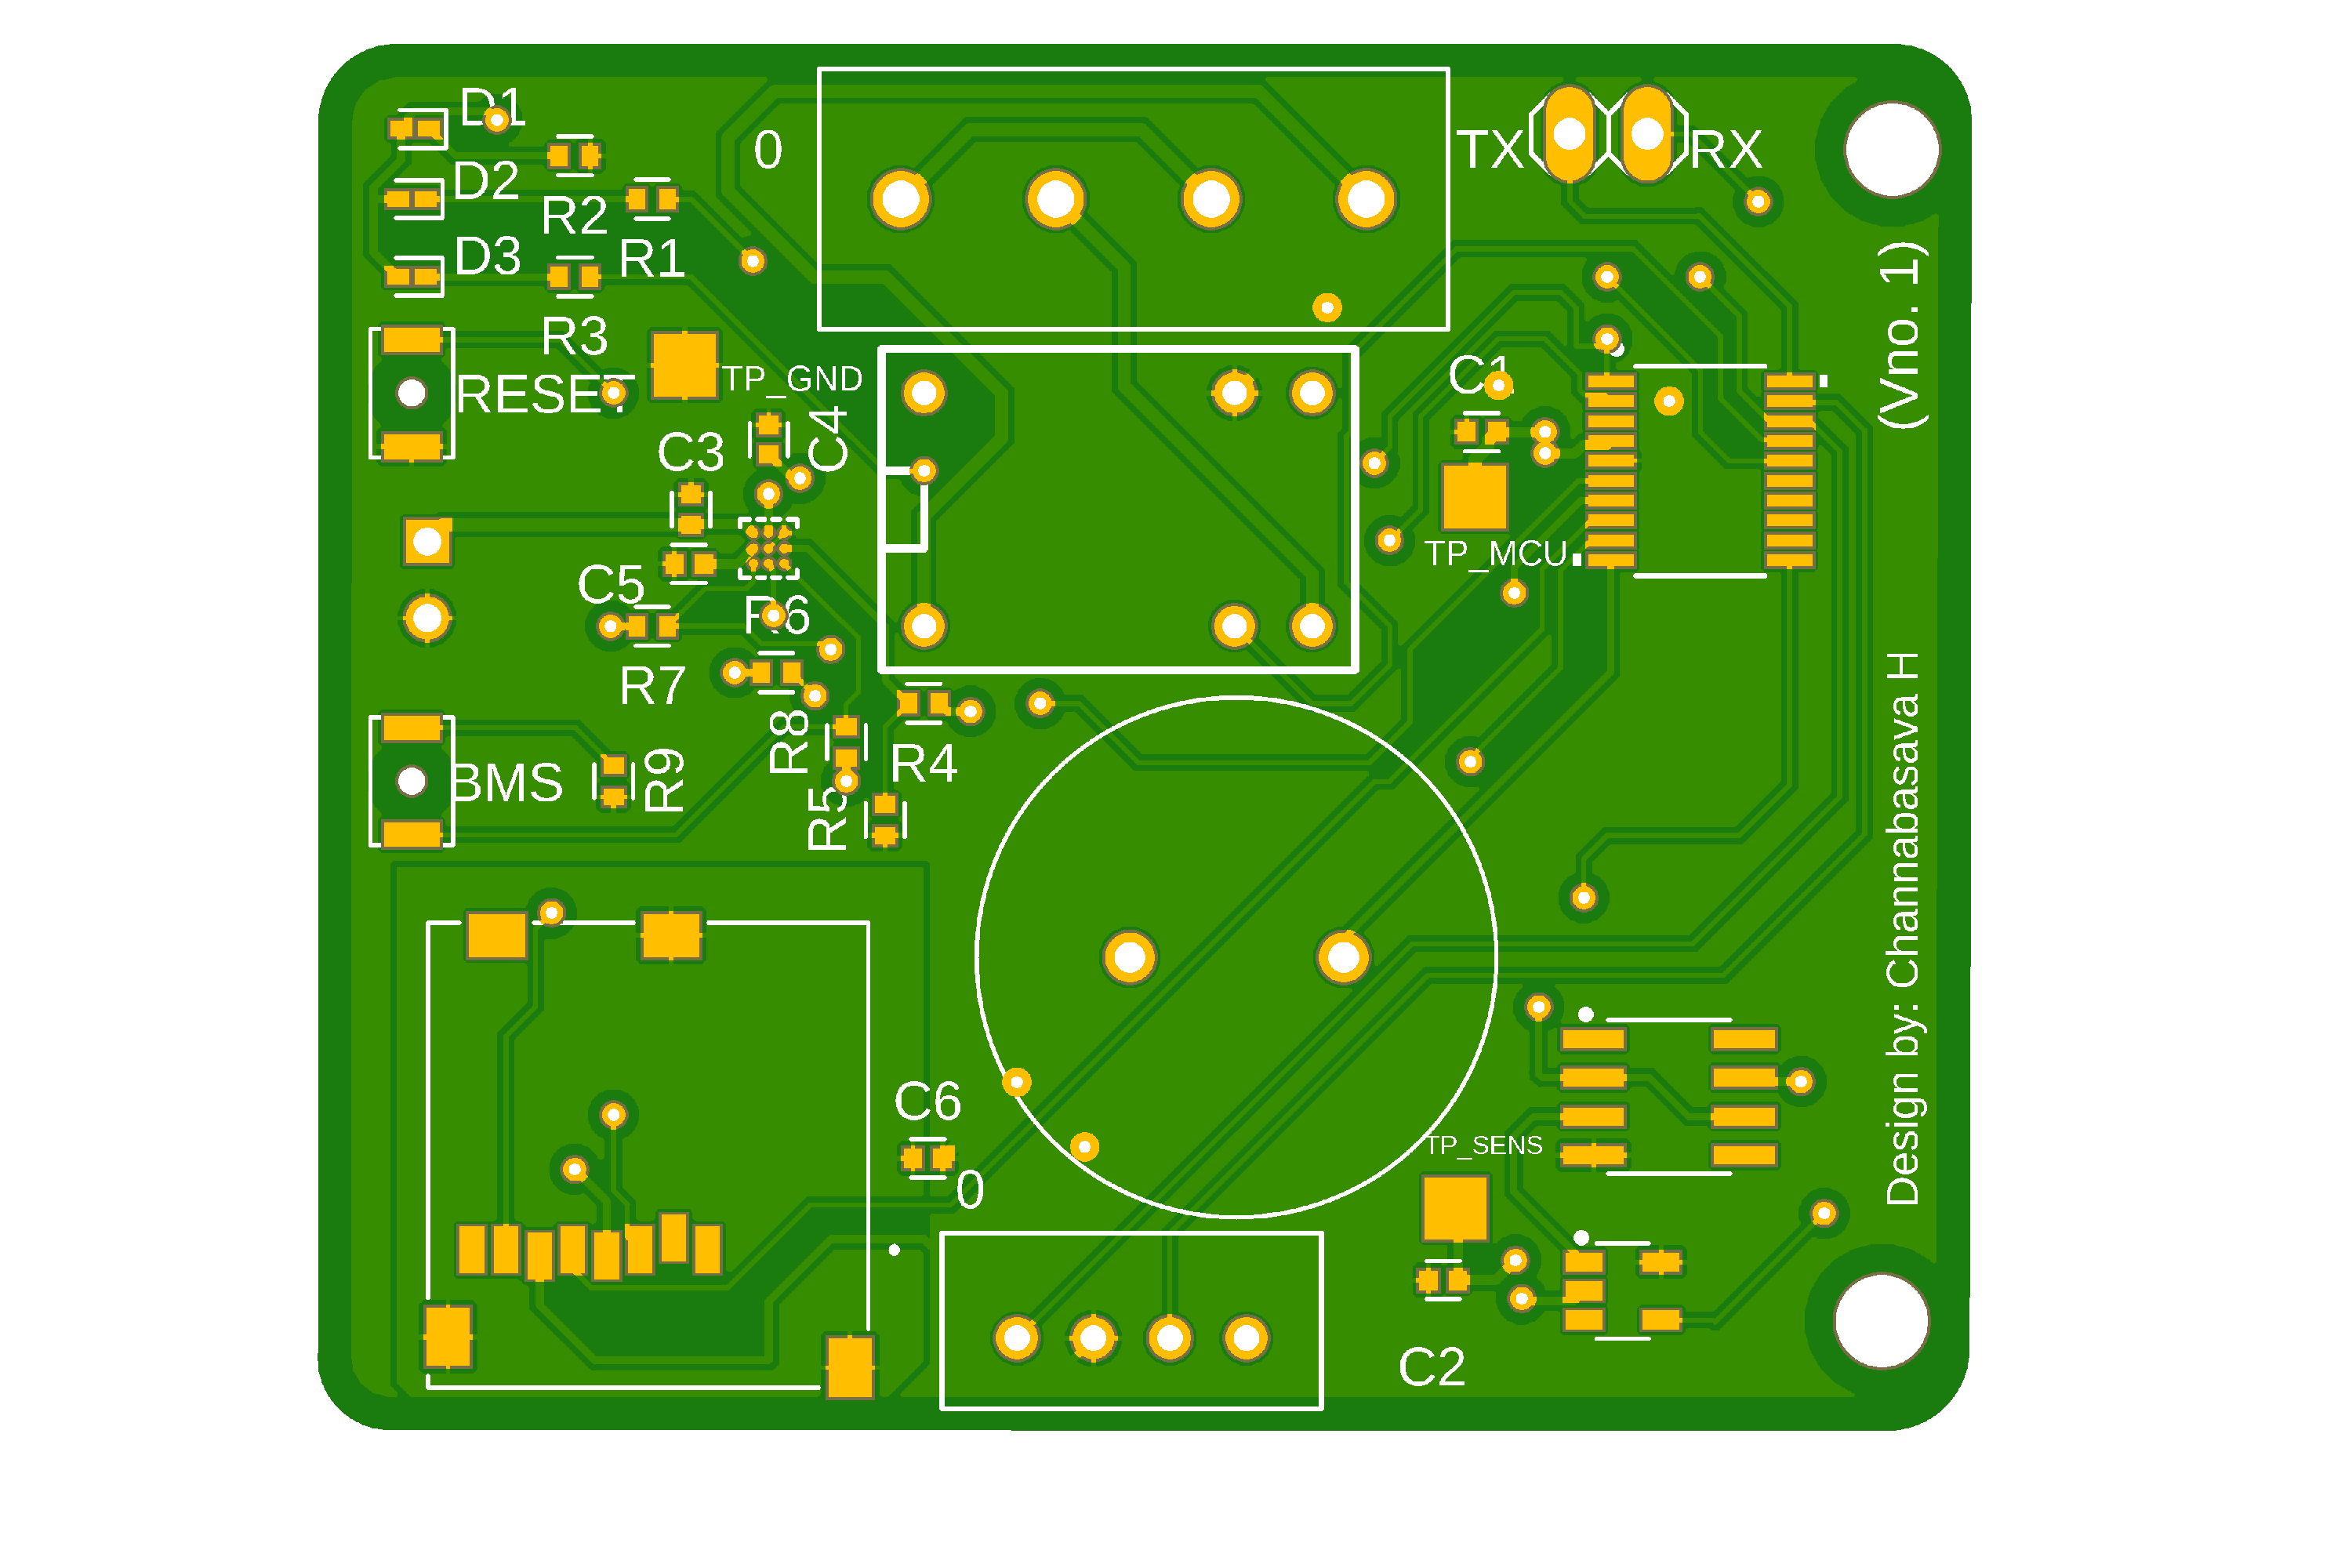 D1
0
TX
RX
D2
R2
R1
D3
(Vno. 1)
R3
TP_GND
C1
RESET
C4
C3
TP_MCU
C5
R6
R7
R8
R4
BMS
R9
R5
Design by: Channabasava H
C6
TP_SENS
0
C2